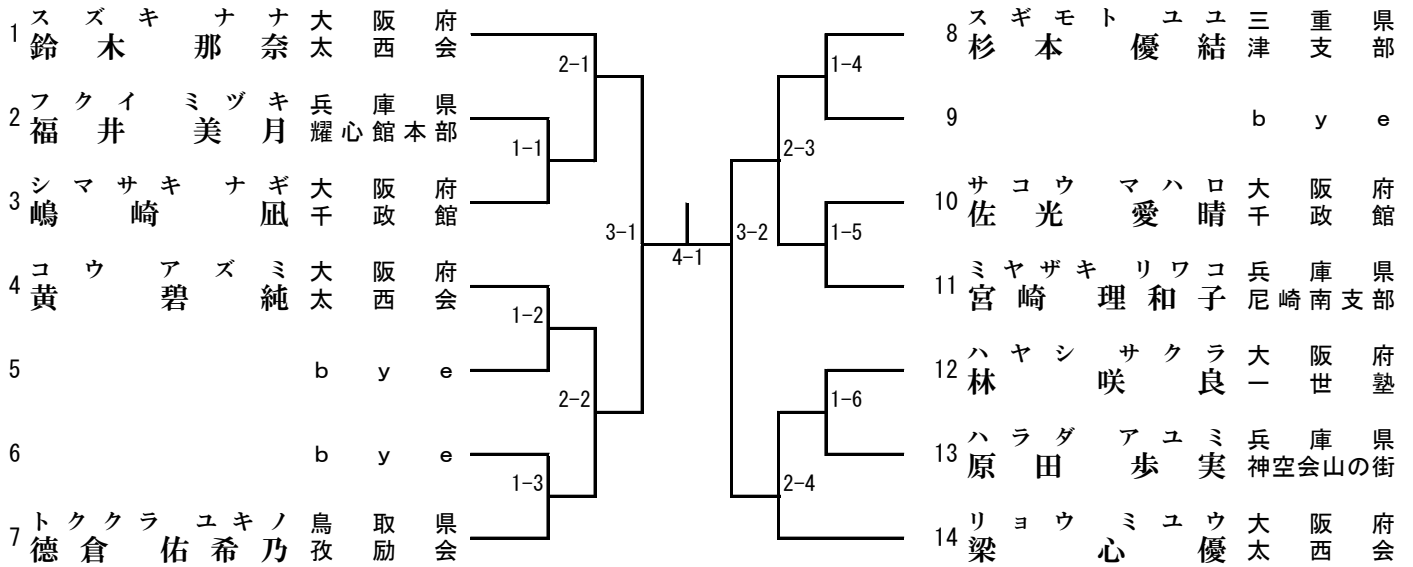 スズキ ナナ 大阪府
1 鈴木 那奈 太西会
2-1
フクイ ミヅキ 兵庫県
2 福井 美月 耀心館本部
1-1
シマサキ ナギ 大阪府
3 嶋崎 凪 千政館
3-1
コウ アズミ 大阪府
4 黄 碧純 太西会
1-2
5 bye
2-2
6 bye
1-3
トククラ ユキノ 鳥取県
7 德倉 佑希乃 孜励会
4-1
スギモト ユユ 三重県
8 杉本 優結 津支部
1-4
9 bye
2-3
サコウ マハロ 大阪府
10 佐光 愛晴 千政館
3-2
1-5
ミヤザキ リワコ 兵庫県
11 宮崎 理和子 尼崎南支部
ハヤシ サクラ 大阪府
12 林 咲良 一世塾
1-6
ハラダ アユミ 兵庫県
13 原田 歩実 神空会山の街
2-4
リョウ ミユウ 大阪府
14 梁 心優 太西会